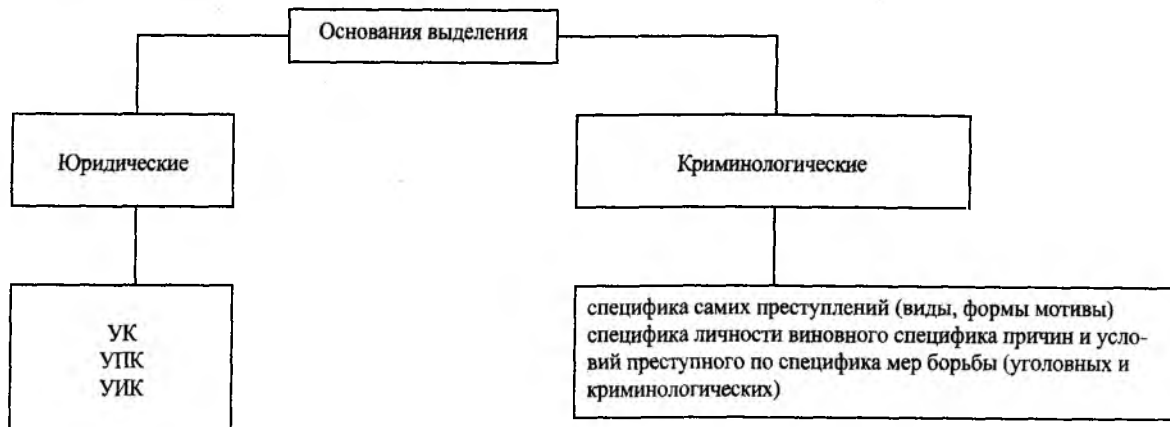 Основания выделения
Юридические
Криминологические
УК
УПК
УИК
специфика самих преступлений (виды, формы мотивы)
специфика личности виновного специфика причин и усло-
вий преступного по специфика мер борьбы (уголовных и
криминологических)